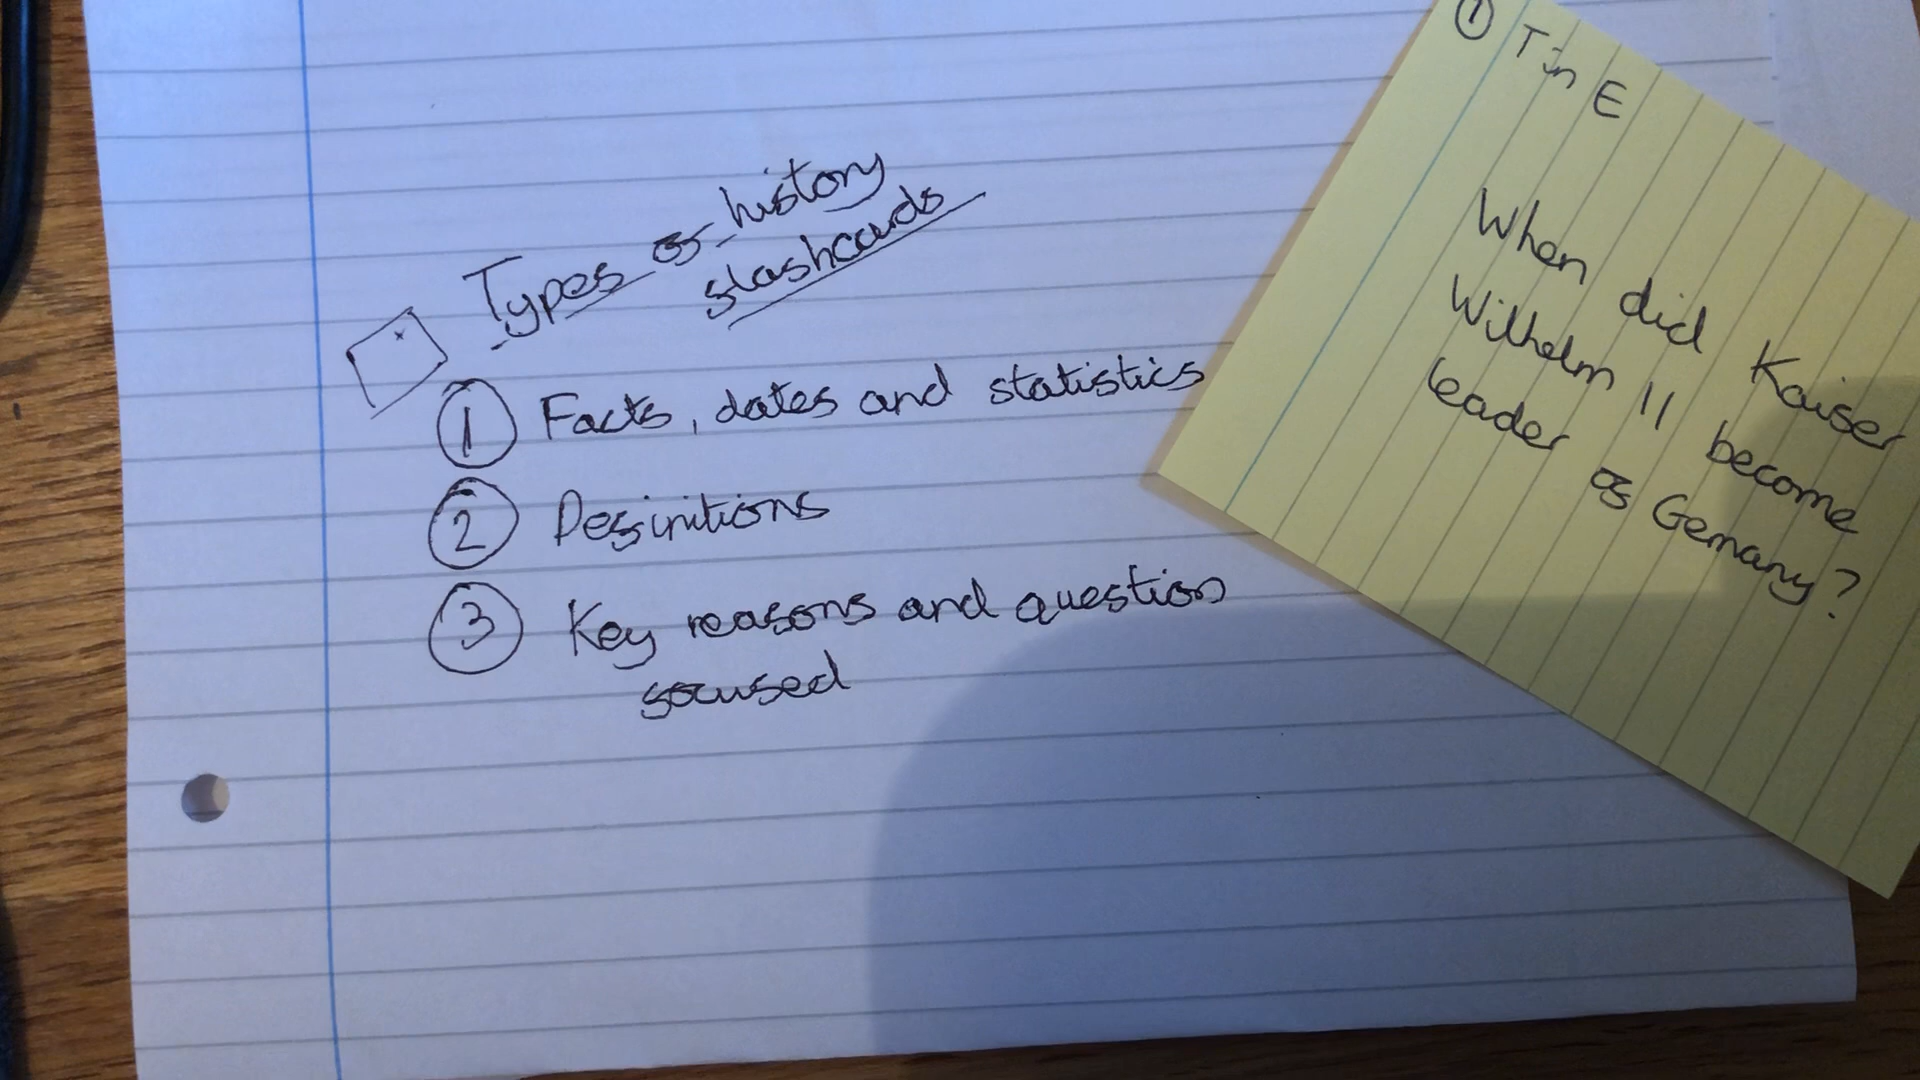 Types of history
flashcards
1 Facts, dates and statistics
2 Definitions
3 Key reasons and question
focused
1 T in E
When did Kaiser
Wilhelm II become
leader of Gemany?